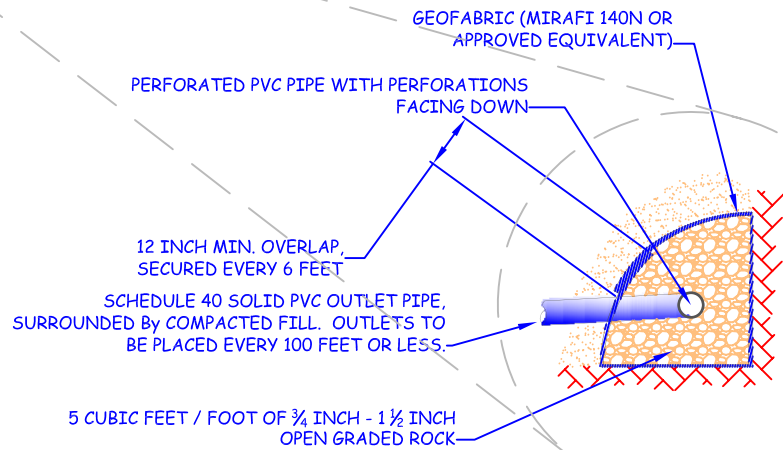 GEOFABRIC (MIRAFI 140N OR
APPROVED EQUIVALENT)
PERFORATED PVC PIPE WITH PERFORATIONS
FACING DOWN
12 INCH MIN. OVERLAP,
SECURED EVERY 6 FEET
SCHEDULE 40 SOLID PVC OUTLET PIPE,
SURROUNDED By COMPACTED FILL. OUTLETS TO
BE PLACED EVERY 100 FEET OR LESS.
5 CUBIC FEET / FOOT OF ¾ INCH - 1 ½ INCH
OPEN GRADED ROCK